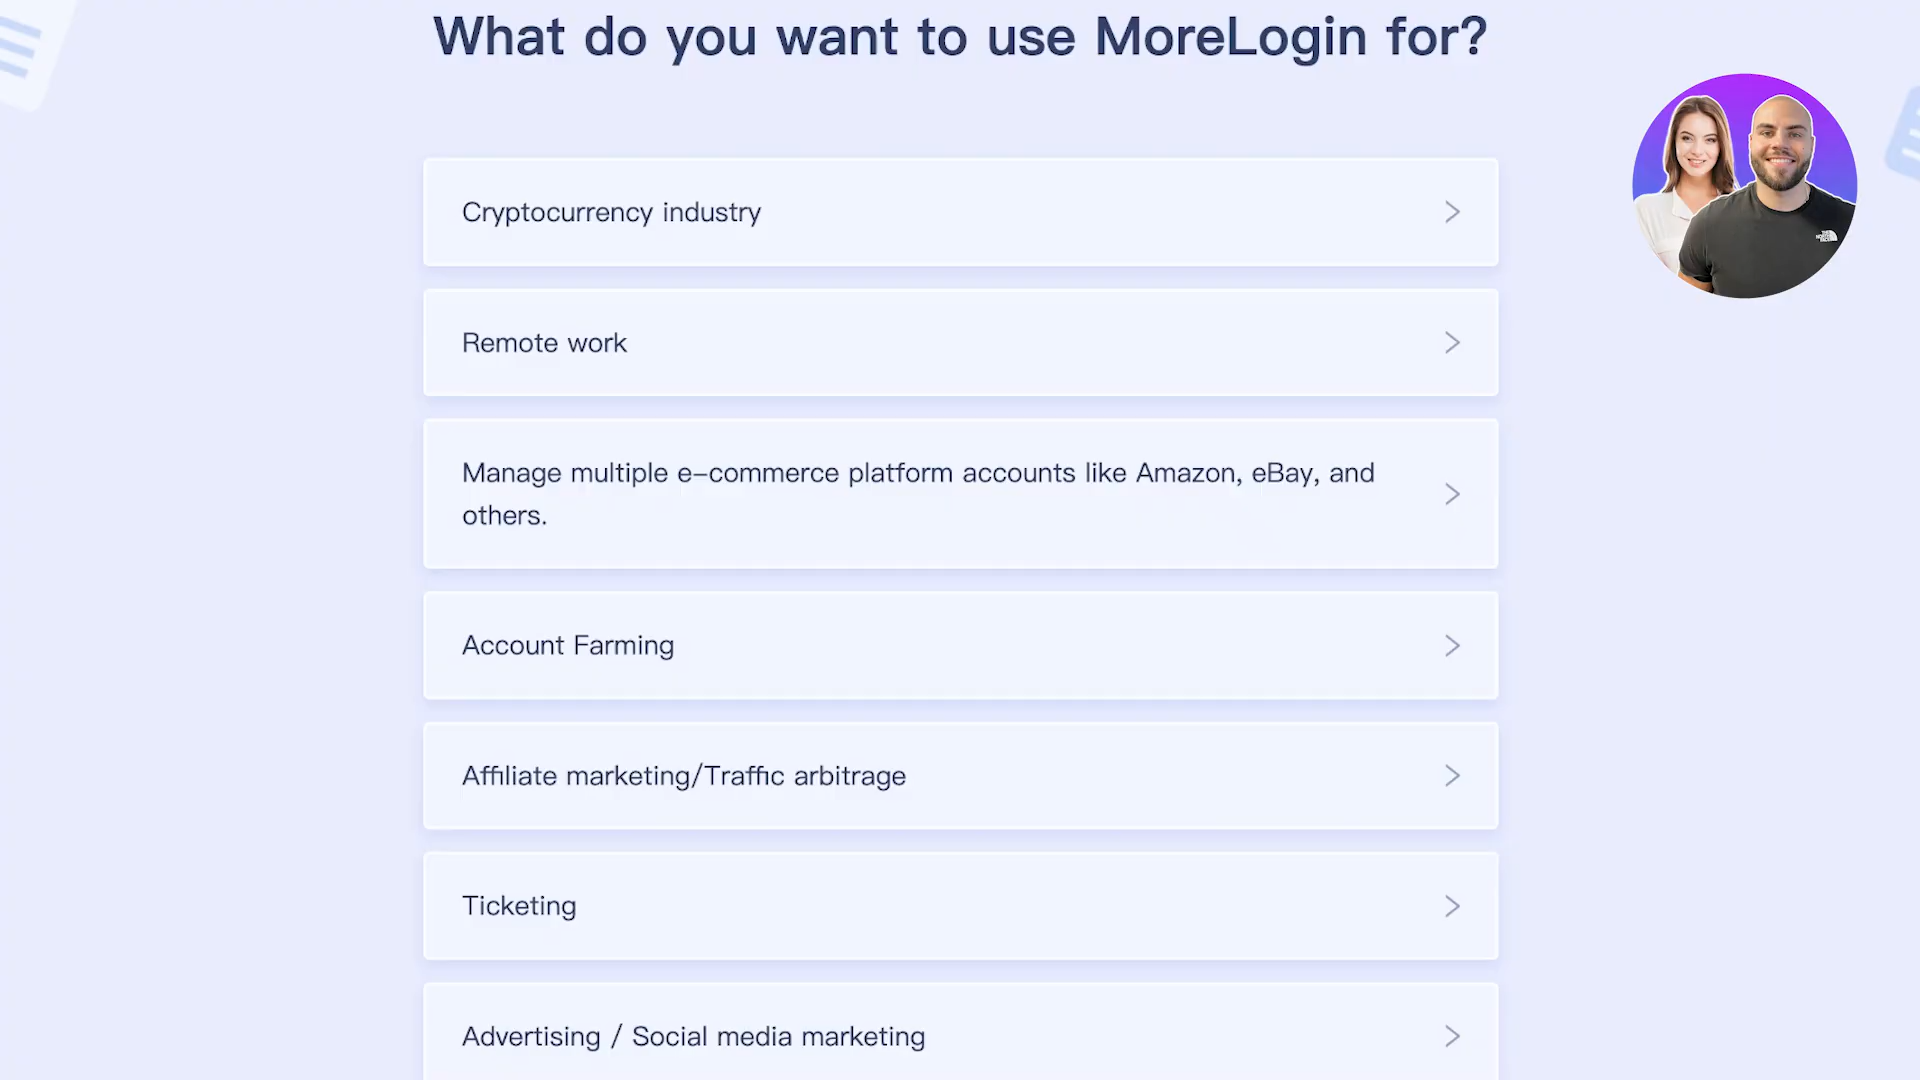 What do you want to use MoreLogin for?
Cryptocurrency industry
Remote work
Manage multiple e-commerce platform accounts like Amazon, eBay, and
others.
Account Farming
Affiliate marketing/Traffic arbitrage
Ticketing
Advertising / Social media marketing